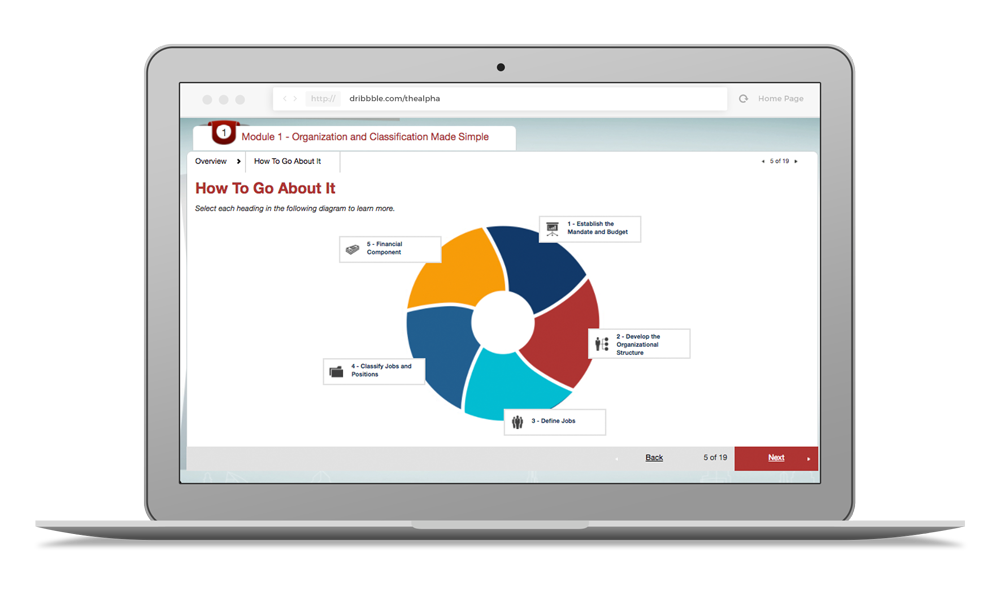 http://
dribbble.com/thealpha
Home Page
1
Module 1 - Organization and Classification Made Simple
Overview
How To Go About It
5 of 19
How To Go About It
Select each heading in the following diagram to learn more.
1 - Establish the
Mandate and Budget
5 - Financial
Component
2 - Develop the
Organizational
Structure
4 - Classify Jobs and
Positions
3 - Define Jobs
Back
5 of 19
Next